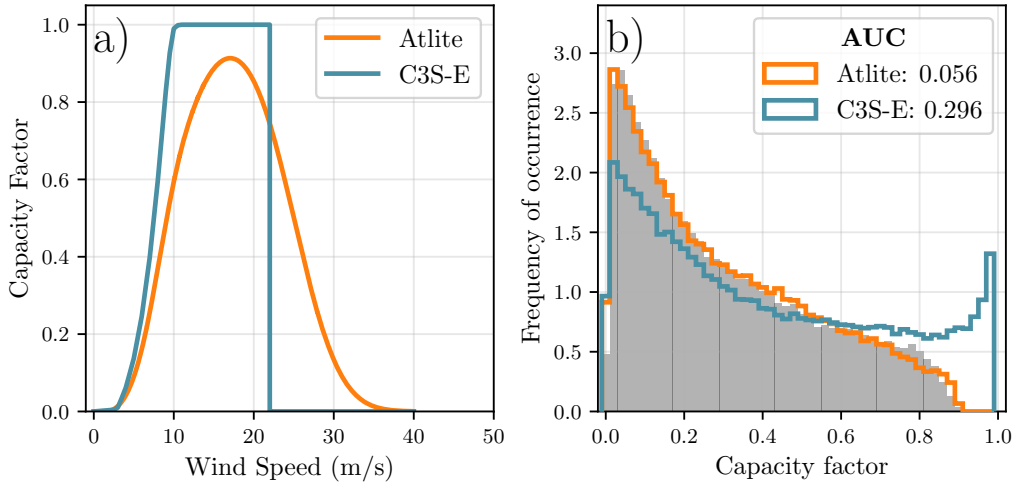 a)
Atlite
C3S-E
Capacity Factor
1.0
0.8
0.6
0.4
0.2
0.0
0
10
20
30
40
50
Wind Speed (m/s)
b)
AUC
Atlite: 0.056
C3S-E: 0.296
Frequency of occurrence
3.0
2.5
2.0
1.5
1.0
0.5
0.0
0.0
0.2
0.4
0.6
0.8
1.0
Capacity factor